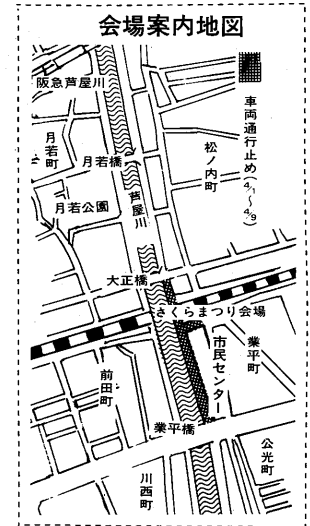 会場案内地図
阪急芦屋川
車両通行止め(4/1〜4/9)
月若町
松ノ内町
月若橋
芦屋川
月若公園
大正橋
さくらまつり会場
業平町
市民センター
前田町
業平橋
公光町
川西町